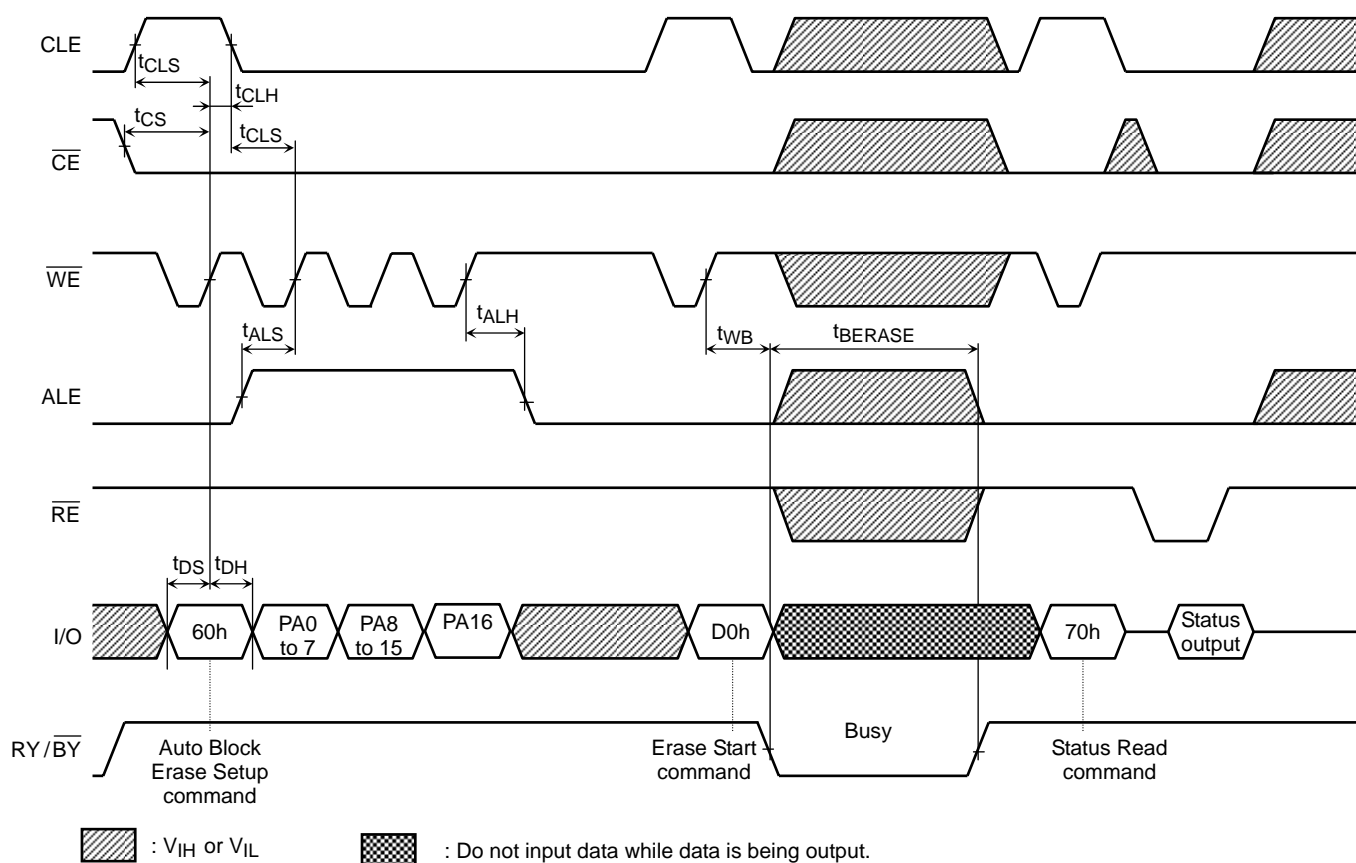 CLE
tCLS
tCLH
tCS
tCLS
CE
WE
tALS
tALH
tWB
tBERASE
ALE
RE
tDS
tDH
I/O
60h
PA0
to 7
PA8
to 15
PA16
D0h
70h
Status
output
RY/BY
Busy
Auto Block
Erase Setup
command
Erase Start
command
Status Read
command
: VIH or VIL
: Do not input data while data is being output.